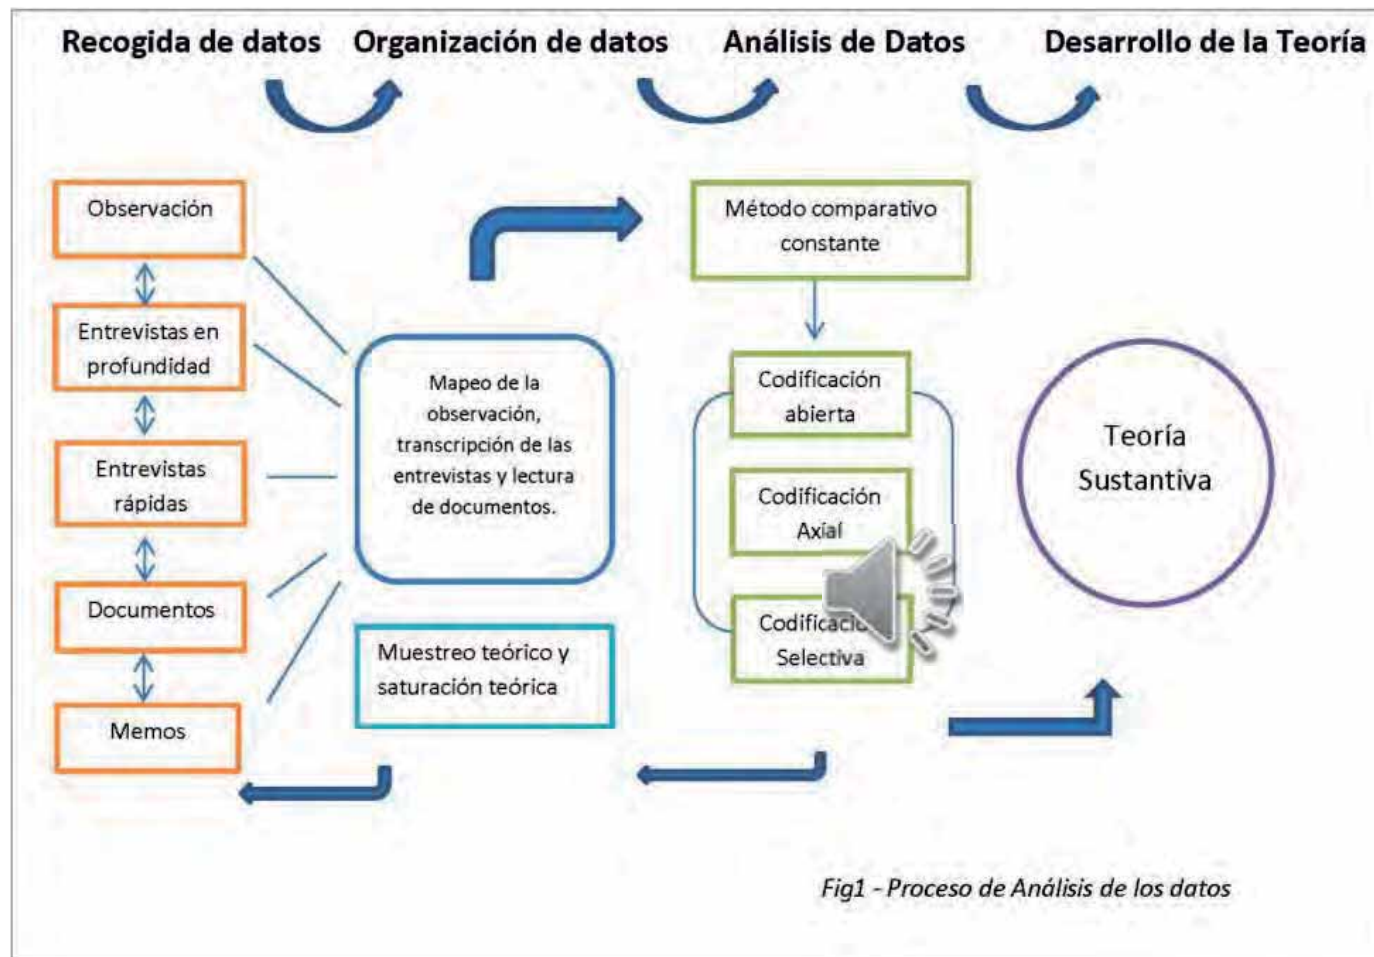 Recogida de datos
Organización de datos
Análisis de Datos
Desarrollo de la Teoría
Observación
Entrevistas en
profundidad
Entrevistas
rápidas
Documentos
Memos
Mapeo de la
observación,
transcripción de las
entrevistas y lectura
de documentos.
Muestreo teórico y
saturación teórica
Método comparativo
constante
Codificación
abierta
Codificación
Axial
Selectiva
Teoría
Sustantiva
Fig1 - Proceso de Análisis de los datos